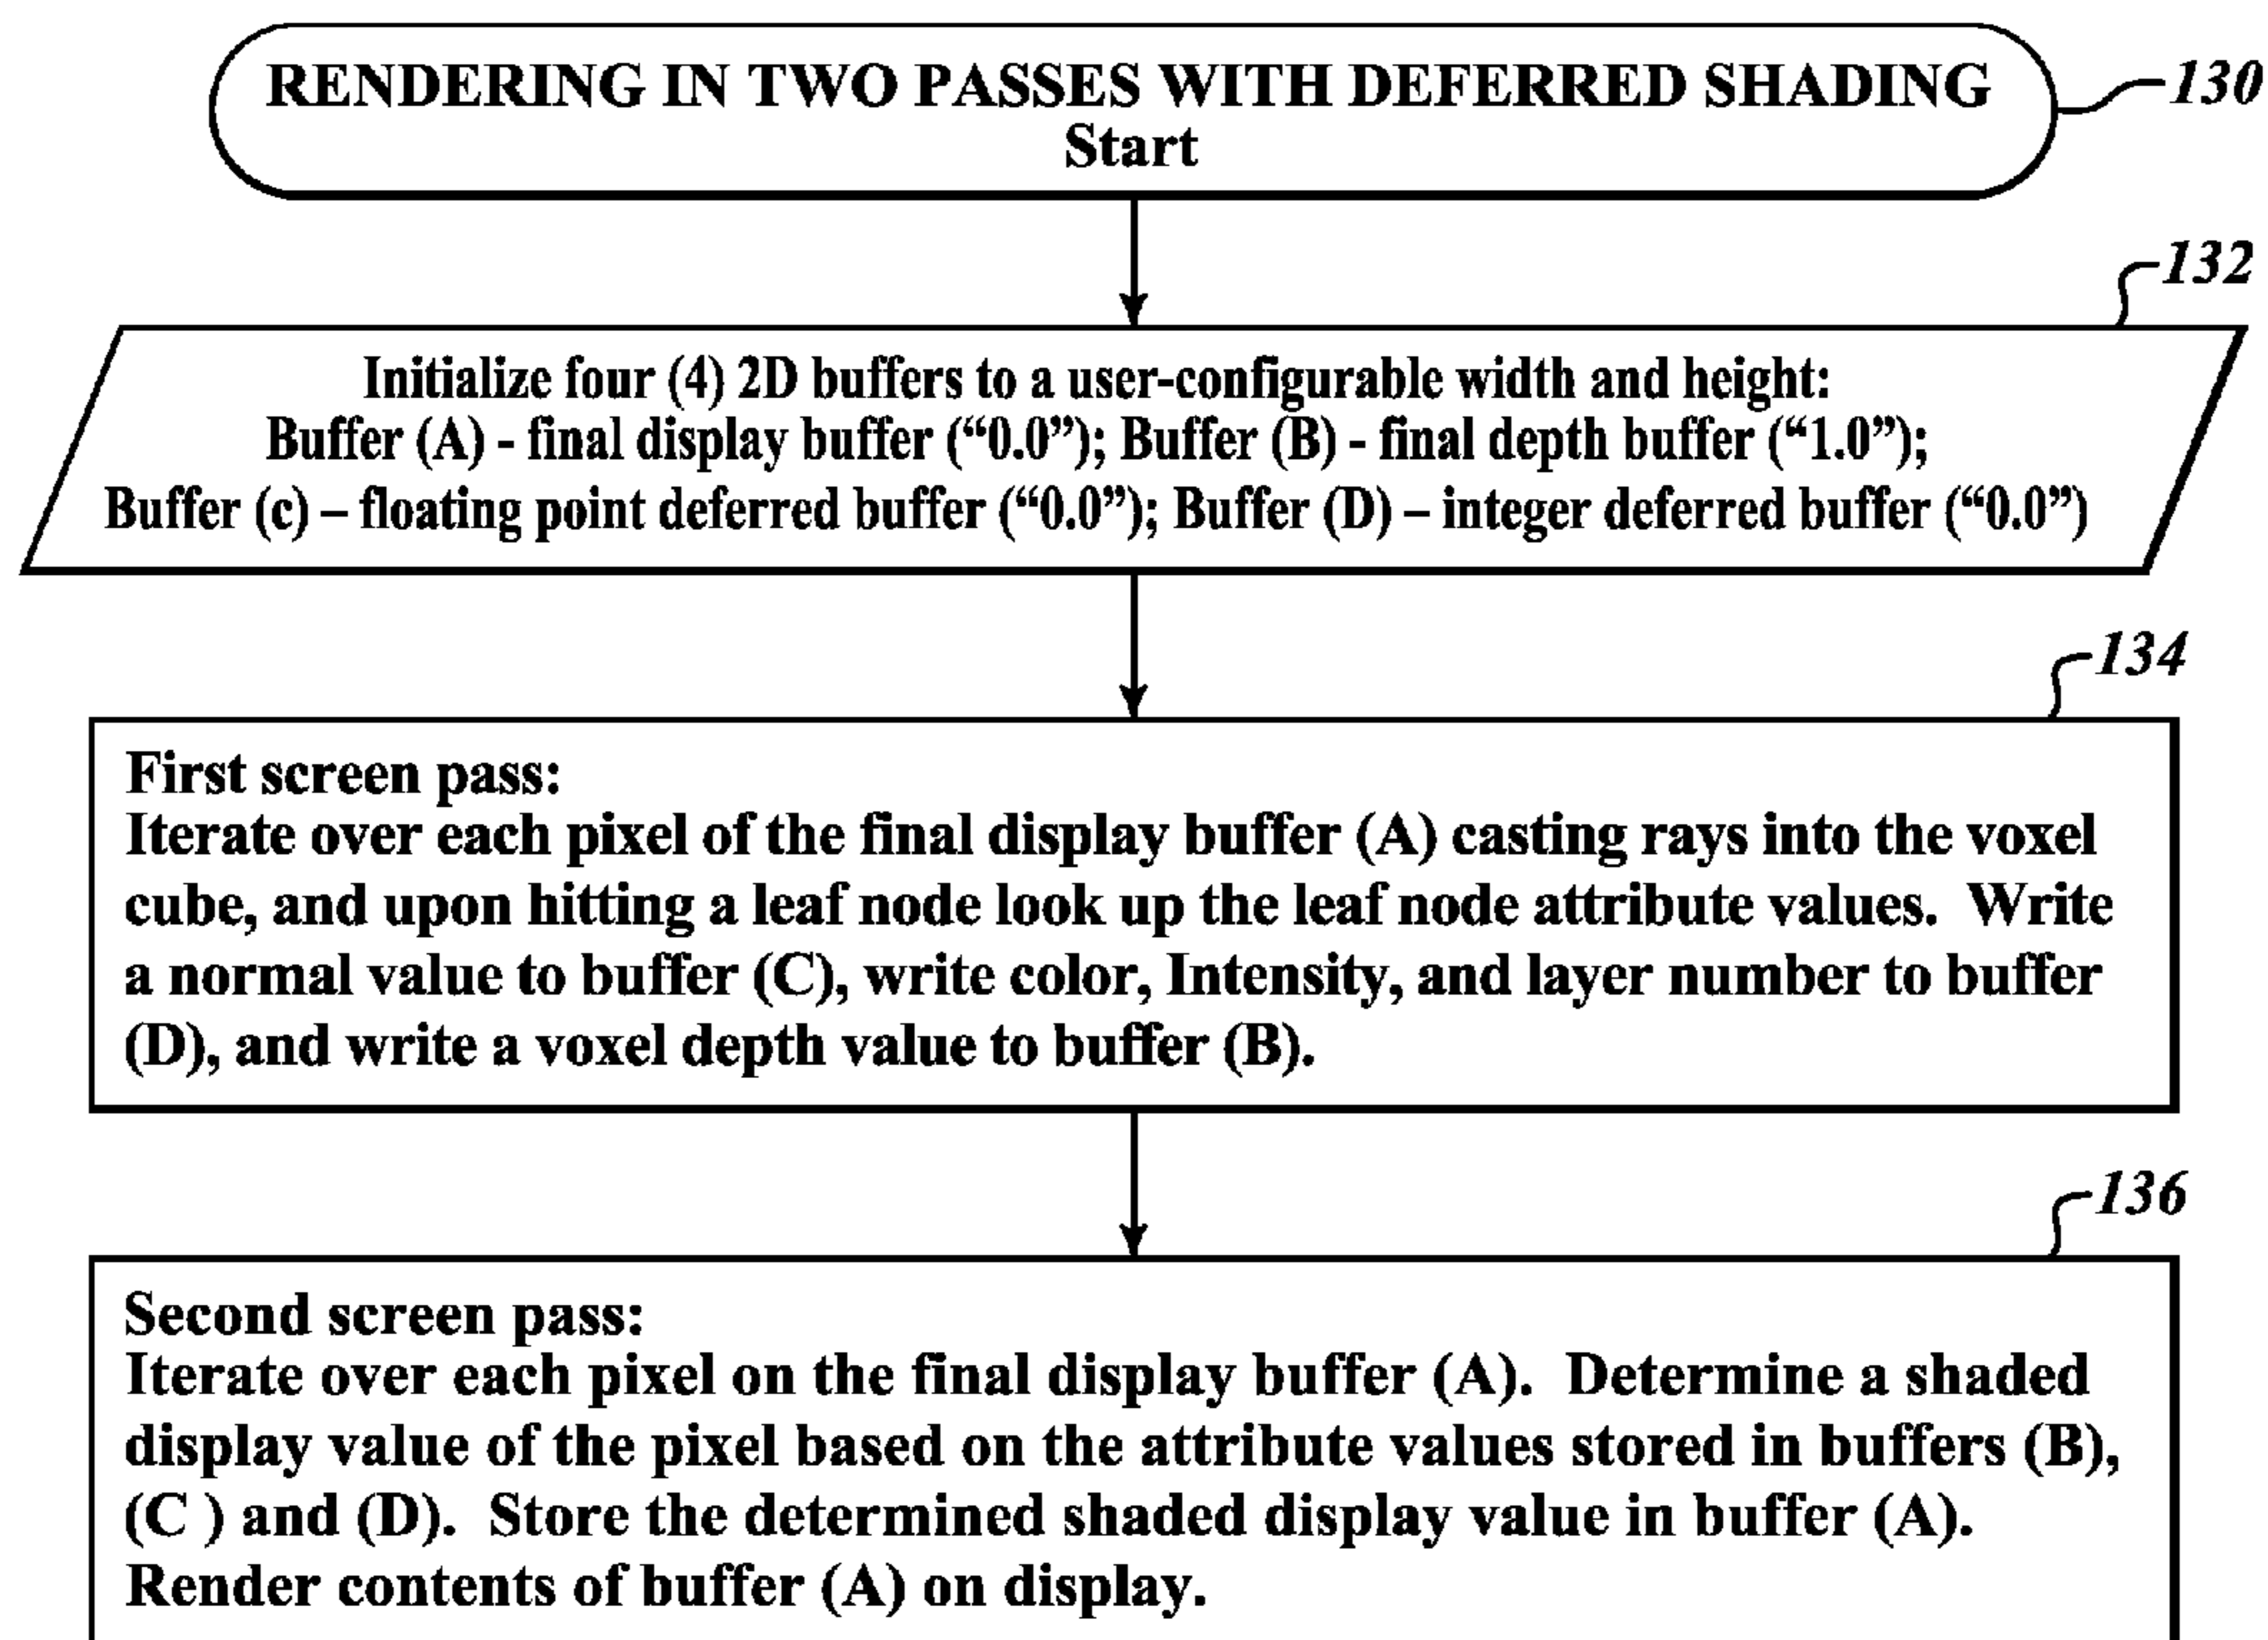 RENDERING IN TWO PASSES WITH DEFERRED SHADING
Start
130
132
Initialize four (4) 2D buffers to a user-configurable width and height:
Buffer (A) - final display buffer (“0.0”); Buffer (B) - final depth buffer (“1.0”);
Buffer (c) – floating point deferred buffer (“0.0”); Buffer (D) – integer deferred buffer (“0.0”)
134
First screen pass:
Iterate over each pixel of the final display buffer (A) casting rays into the voxel
cube, and upon hitting a leaf node look up the leaf node attribute values.  Write
a normal value to buffer (C), write color, Intensity, and layer number to buffer
(D), and write a voxel depth value to buffer (B).
136
Second screen pass:
Iterate over each pixel on the final display buffer (A).  Determine a shaded
display value of the pixel based on the attribute values stored in buffers (B),
(C ) and (D).  Store the determined shaded display value in buffer (A).
Render contents of buffer (A) on display.